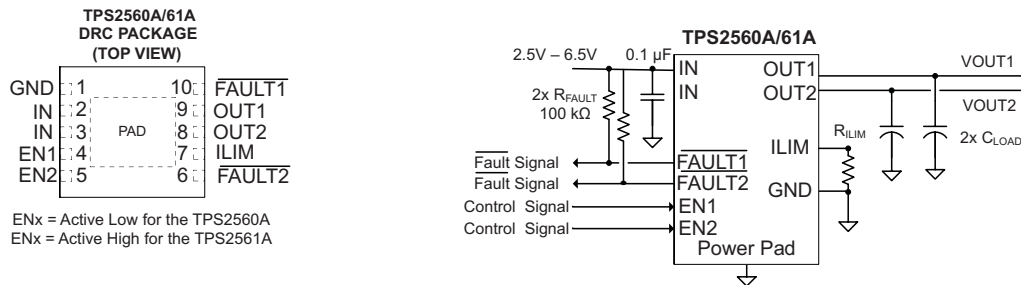 TPS2560A/61A
DRC PACKAGE
(TOP VIEW)
GND 1
IN 2
IN 3
EN1 4
EN2 5
PAD
10 FAULT1
9 OUT1
8 OUT2
7 ILIM
6 FAULT2
ENx = Active Low for the TPS2560A
ENx = Active High for the TPS2561A
TPS2560A/61A
2.5V – 6.5V
0.1 µF
2x RFAULT
100 kΩ
IN
IN
OUT1
OUT2
VOUT1
VOUT2
RILIM
2x CLOAD
ILIM
GND
Fault Signal
FAULT1
Fault Signal
FAULT2
Control Signal
EN1
Control Signal
EN2
Power Pad